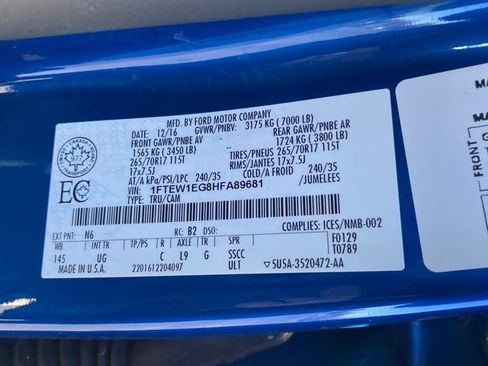 MFD. BY FORD MOTOR COMPANY
DATE: 12/16 GVWR/PNBV: 3175 KG ( 7000 LB)
FRONT GAWR/PNBE AV REAR GAWR/PNBE AR
1565 KG ( 3450 LB) 1724 KG ( 3800 LB)
265/70R17 115T TIRES/PNEUS 265/70R17 115T
17x7.5J RIMS/JANTES 17x7.5J
AT/A kPa/PSI/LPC 240/35 COLD/A FROID 240/35
VIN: 1FTEW1EG8HFA89681 /JUMELEES
TYPE: TRU/CAM
EC
977
EXT PNT: N6 RC: B2 DSO: COMPLIES: ICES/NMB-002
WB INT TR TP/PS R AXLE TR SPR F0129
145 UG C L9 G SSCC T0789
MADE IN U.S.A. 2201612204097 ULT 5U5A-3520472-AA
MA
FRONT